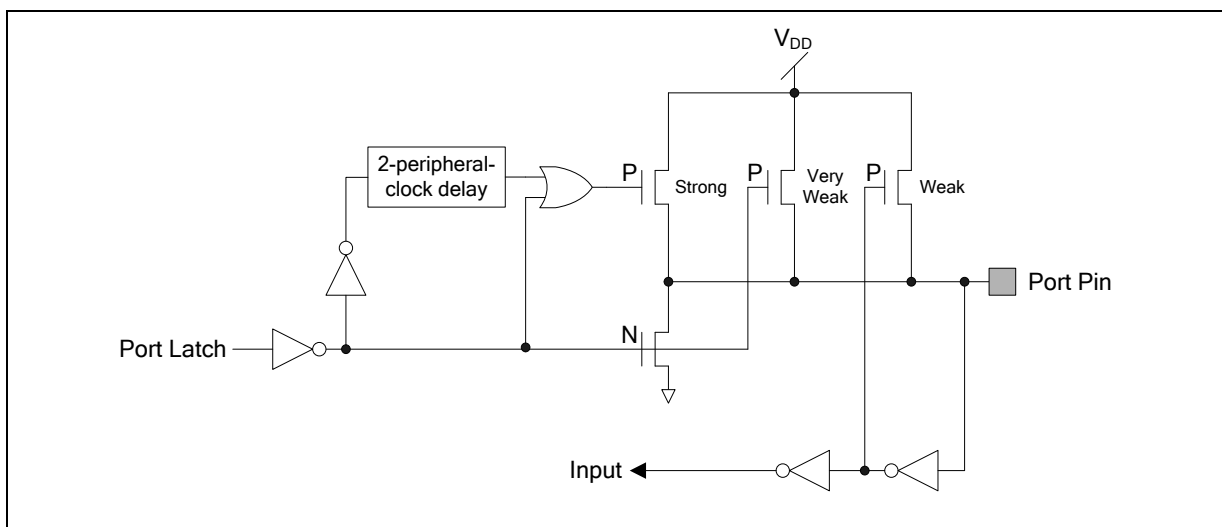 VDD
2-peripheral-
clock delay
P
Strong
P
Very
Weak
P
Weak
Port Pin
Port Latch
N
Input